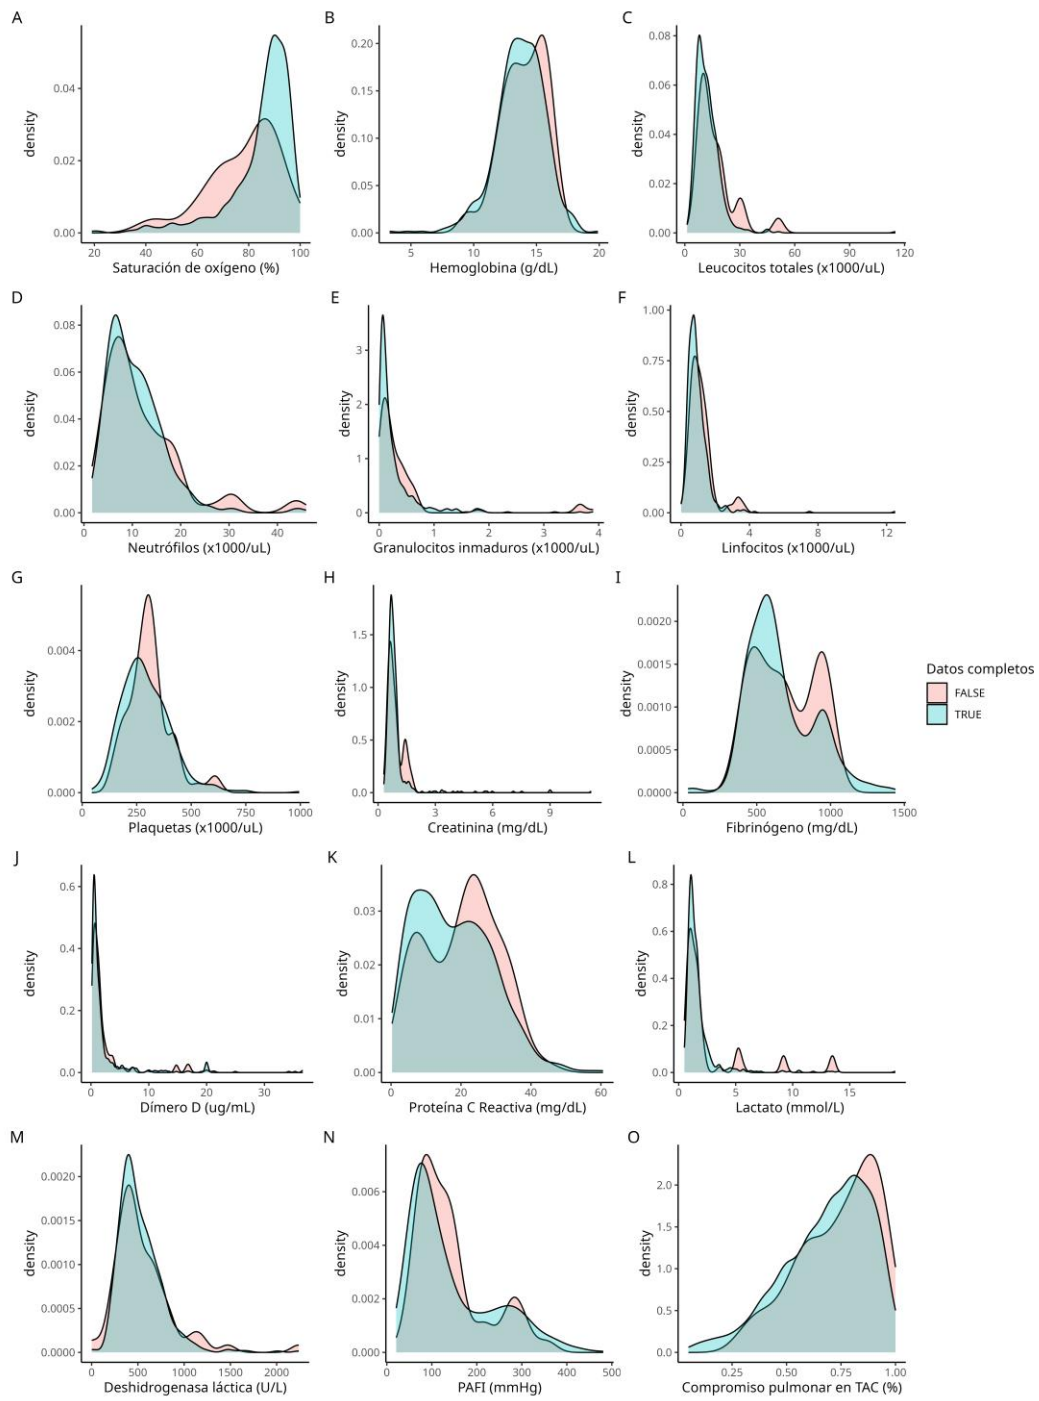 A
density
0.04
0.02
0.00
20 40 60 80 100
Saturación de oxígeno (%)
B
density
0.20
0.15
0.10
0.05
0.00
5 10 15 20
Hemoglobina (g/dL)
C
density
0.08
0.06
0.04
0.02
0.00
0 30 60 90 120
Leucocitos totales (x1000/uL)
D
density
0.08
0.06
0.04
0.02
0.00
0 10 20 30 40
Neutrófilos (x1000/uL)
E
density
3
2
1
0
0 1 2 3 4
Granulocitos inmaduros (x1000/uL)
F
density
1.00
0.75
0.50
0.25
0.00
0 4 8 12
Linfocitos (x1000/uL)
G
density
0.004
0.002
0.000
0 250 500 750 1000
Plaquetas (x1000/uL)
H
density
1.5
1.0
0.5
0.0
0 3 6 9
Creatinina (mg/dL)
I
density
0.0020
0.0015
0.0010
0.0005
0.0000
0 500 1000 1500
Fibrinógeno (mg/dL)
Datos completos
FALSE
TRUE
J
density
0.6
0.4
0.2
0.0
0 10 20 30
Dímero D (ug/mL)
K
density
0.03
0.02
0.01
0.00
0 20 40 60
Proteína C Reactiva (mg/dL)
L
density
0.8
0.6
0.4
0.2
0.0
0 5 10 15
Lactato (mmol/L)
M
density
0.0020
0.0015
0.0010
0.0005
0.0000
0 500 1000 1500 2000
Deshidrogenasa láctica (U/L)
N
density
0.006
0.004
0.002
0.000
0 100 200 300 400 500
PAFI (mmHg)
O
density
2.0
1.5
1.0
0.5
0.0
0.25 0.50 0.75 1.00
Compromiso pulmonar en TAC (%)